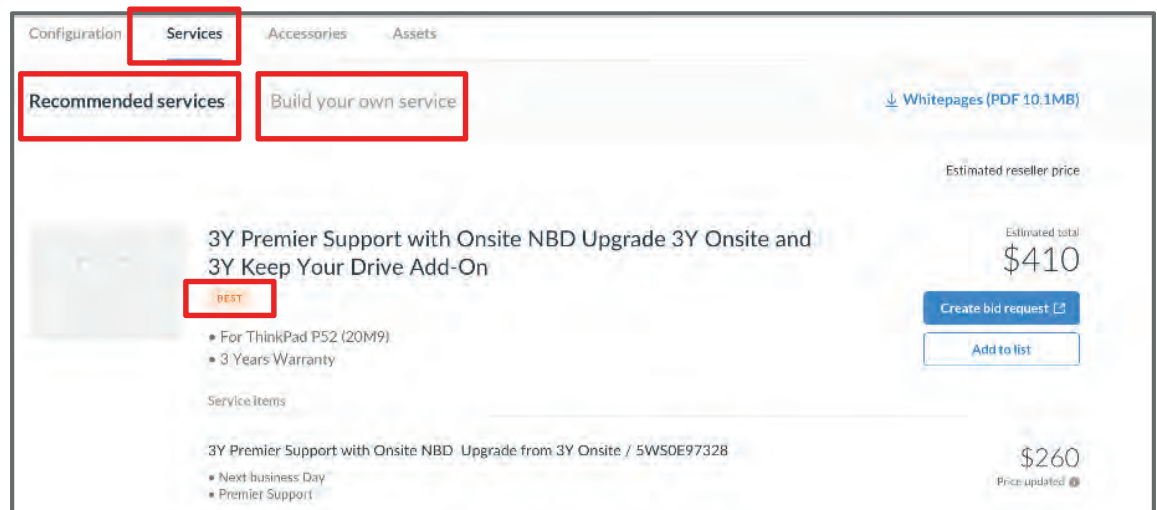 Configuration Services Accessories Assets
Recommended services Build your own service Whitepages (PDF 10.1MB)
Estimated reseller price
3Y Premier Support with Onsite NBD Upgrade 3Y Onsite and
3Y Keep Your Drive Add-On
Estimated total
$410
BEST
Create bid request
• For ThinkPad P52 (20M9)
• 3 Years Warranty
Add to list
Service items
3Y Premier Support with Onsite NBD Upgrade from 3Y Onsite / 5WS0E97328
$260
• Next business Day
• Premier Support
Price updated